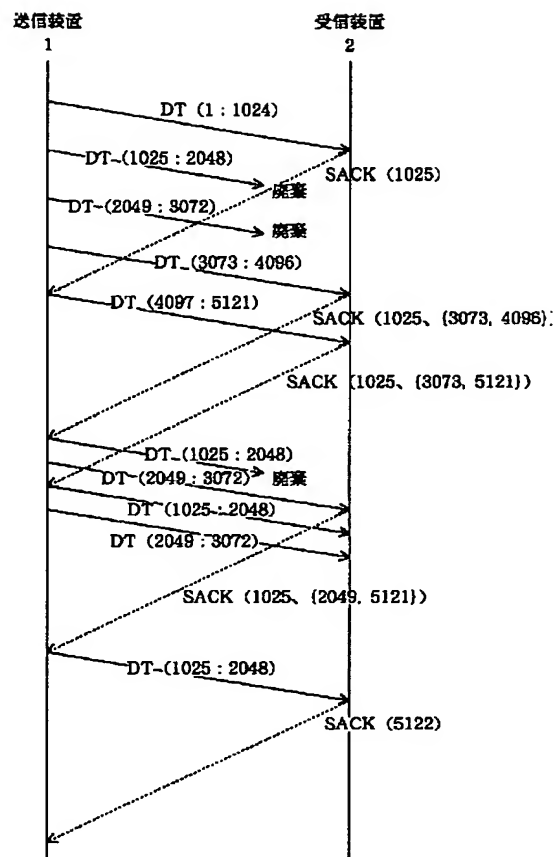 送信装置
1
受信装置
2
DT (1 : 1024)
DT (1025 : 2048)
SACK (1025)
廃棄
DT (2049 : 3072)
廃棄
DT (3073 : 4096)
DT (4097 : 5121)
SACK (1025、{3073, 4096})
SACK (1025、{3073, 5121})
DT (1025 : 2048)
DT (2049 : 3072)
廃棄
DT (1025 : 2048)
DT (2049 : 3072)
SACK (1025、{2049, 5121})
DT (1025 : 2048)
SACK (5122)